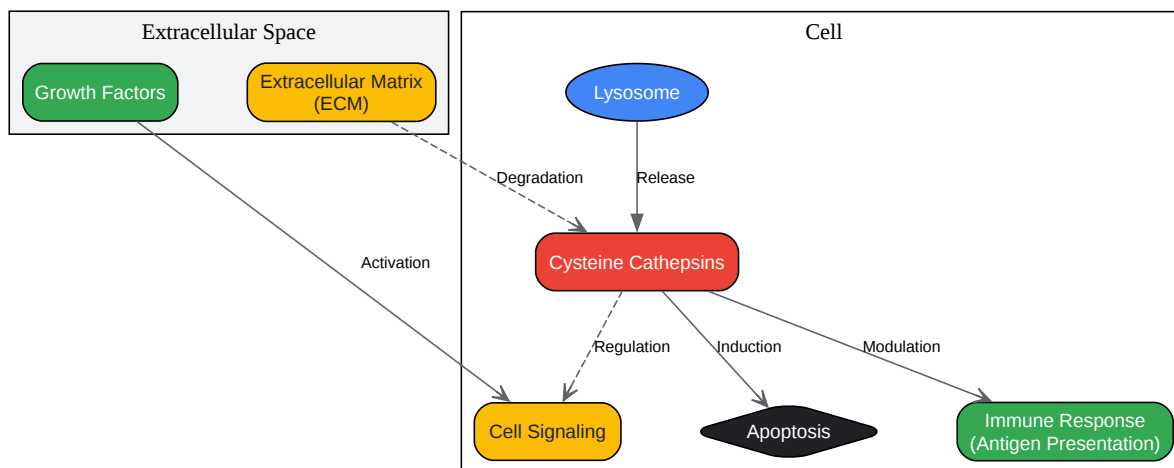 Extracellular Space
Cell
Growth Factors
Extracellular Matrix
(ECM)
Lysosome
Degradation
Release
Cysteine Cathepsins
Activation
Regulation
Induction
Modulation
Cell Signaling
Apoptosis
Immune Response
(Antigen Presentation)